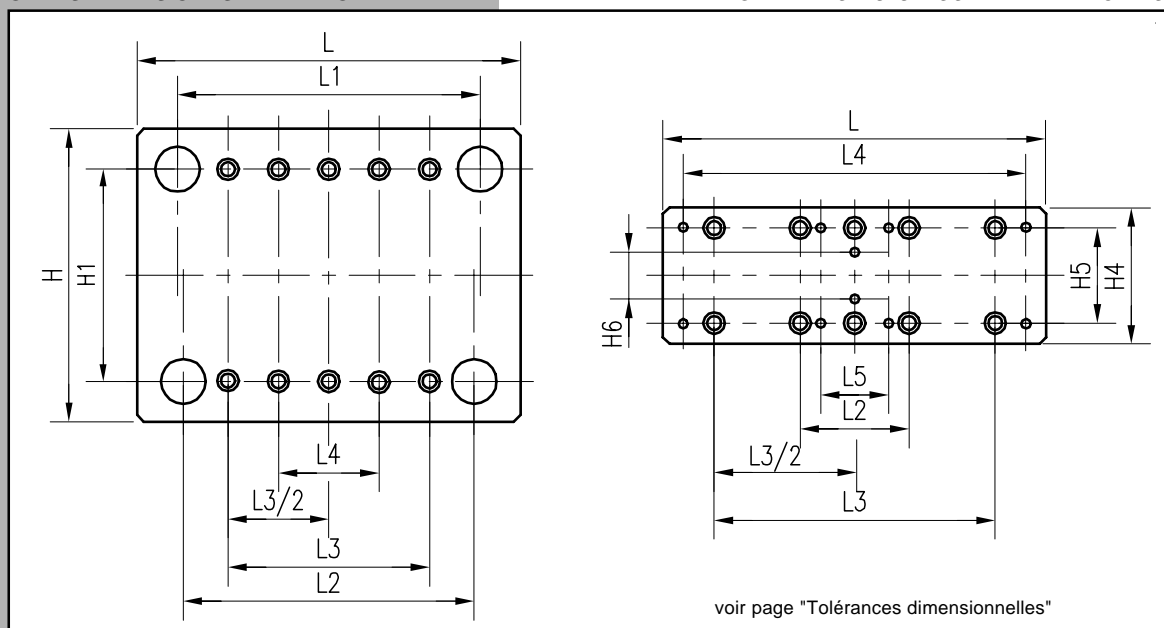 L
L1
H
H1
L4
L3/2
L3
L2
L
L4
H6
H5
H4
L5
L2
L3/2
L3
voir page "Tolérances dimensionnelles"